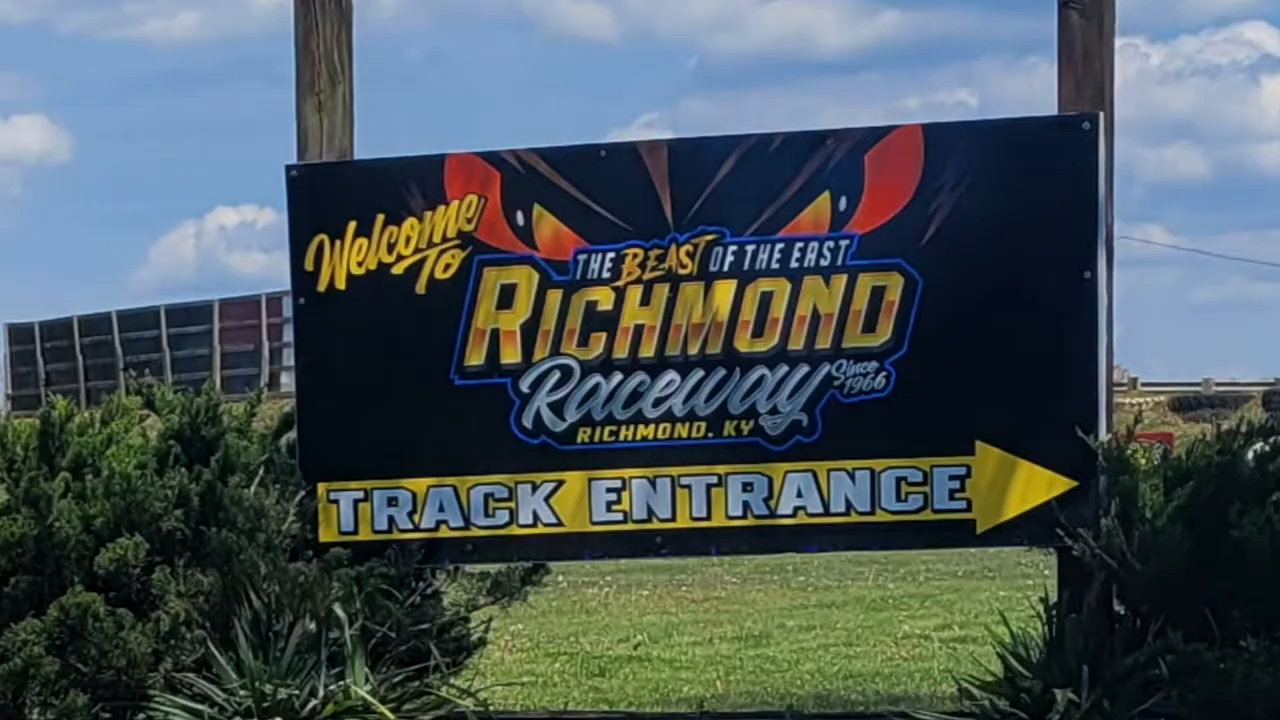 Welcome
To
THE BEAST OF THE EAST
RICHMOND
Raceway
Since
1966
RICHMOND. KY
TRACK ENTRANCE